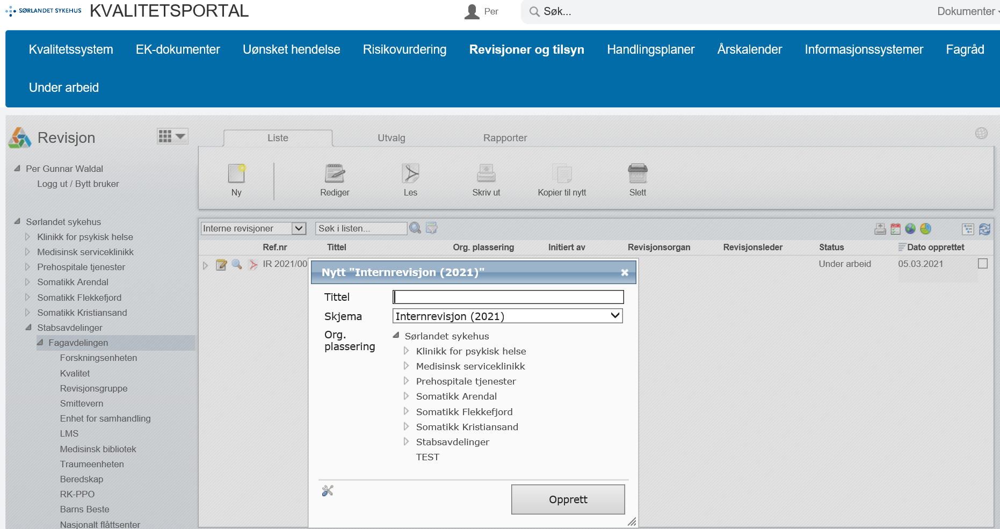 SØRLANDET SYKEHUS KVALITETSPORTAL Per Søk... Dokumenter
Kvalitetssystem EK-dokumenter Uønsket hendelse Risikovurdering Revisjoner og tilsyn Handlingsplaner Årskalender Informasjonssystemer Fagråd
Under arbeid
Revisjon
Per Gunnar Waldal
Logg ut / Bytt bruker
Sørlandet sykehus
Klinikk for psykisk helse
Medisinsk serviceklinikk
Prehospitale tjenester
Somatikk Arendal
Somatikk Flekkefjord
Somatikk Kristiansand
Stabsavdelinger
Fagavdelingen
Forskningsenheten
Kvalitet
Revisjonsgruppe
Smittevern
Enhet for samhandling
LMS
Medisinsk bibliotek
Traumeenheten
Beredskap
RK-PPO
Barns Beste
Nasjonalt flåttsenter
Liste Utvalg Rapporter
Ny Rediger Les Skriv ut Kopier til nytt Slett
Interne revisjoner Søk i listen...
Ref.nr Tittel Org. plassering Initiert av Revisjonsorgan Revisjonsleder Status Dato opprettet
IR 2021/00 Under arbeid 05.03.2021
Nytt "Internrevisjon (2021)"
Tittel
Skjema Internrevisjon (2021)
Org.
plassering
Sørlandet sykehus
Klinikk for psykisk helse
Medisinsk serviceklinikk
Prehospitale tjenester
Somatikk Arendal
Somatikk Flekkefjord
Somatikk Kristiansand
Stabsavdelinger
TEST
Opprett